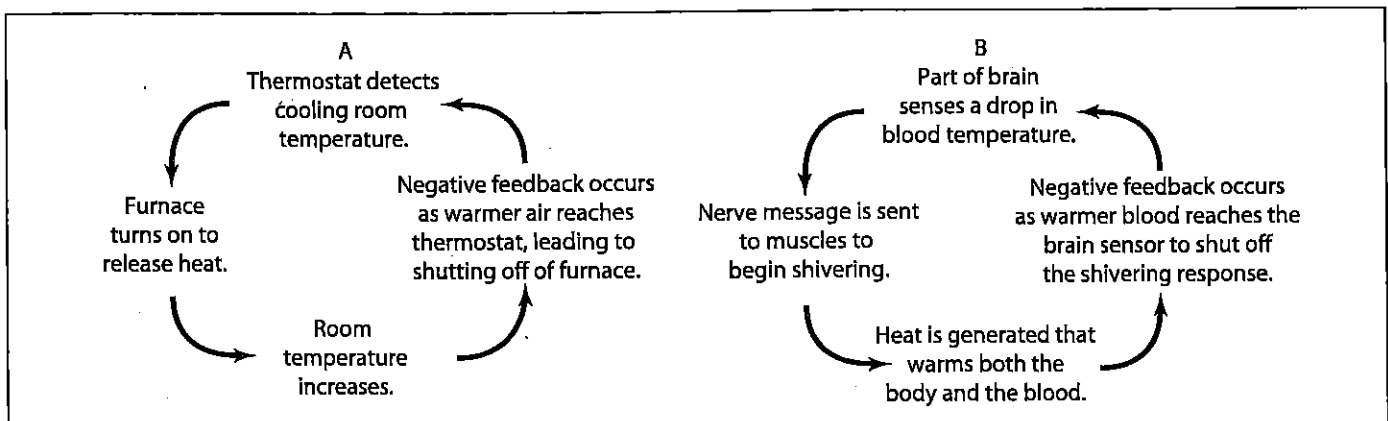 A
Thermostat detects
cooling room
temperature.
Furnace
turns on to
release heat.
Negative feedback occurs
as warmer air reaches
thermostat, leading to
shutting off of furnace.
Room
temperature
increases.
B
Part of brain
senses a drop in
blood temperature.
Nerve message is sent
to muscles to
begin shivering.
Negative feedback occurs
as warmer blood reaches the
brain sensor to shut off
the shivering response.
Heat is generated that
warms both the
body and the blood.